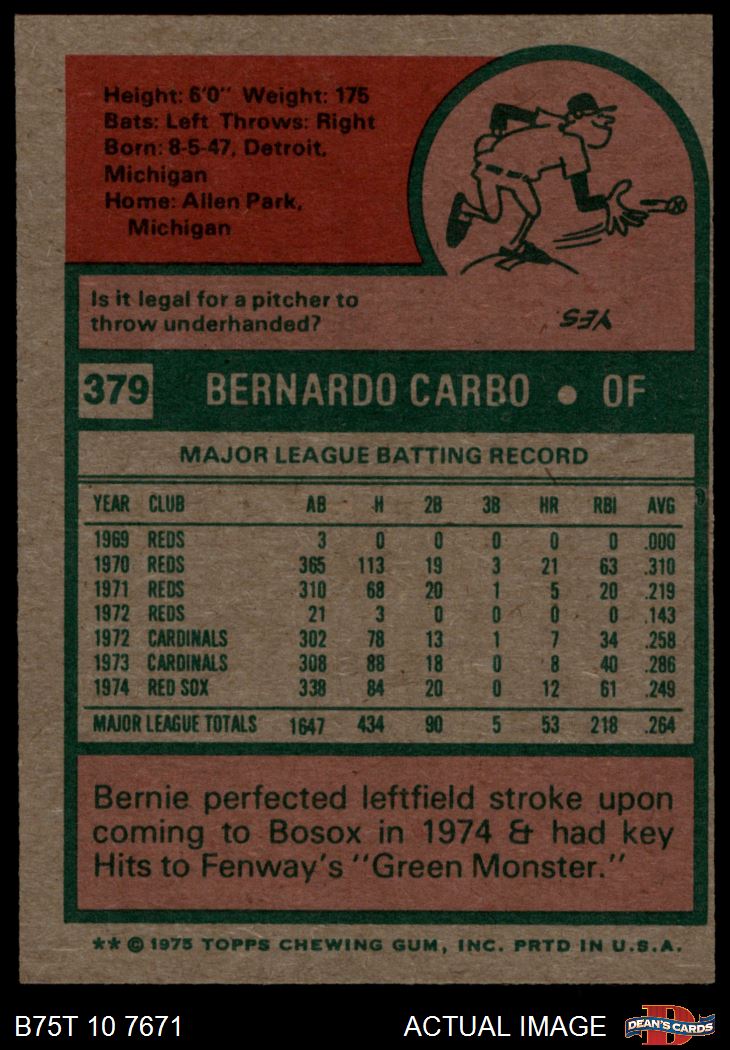 Height: 6'0" Weight: 175
Bats: Left Throws: Right
Born: 8-5-47, Detroit,
Michigan
Home: Allen Park,
Michigan
Is it legal for a pitcher to
throw underhanded?
YES
379 BERNARDO CARBO • OF
MAJOR LEAGUE BATTING RECORD
YEAR CLUB AB H 2B 3B HR RBI AVG
1969 REDS 3 0 0 0 0 0 .000
1970 REDS 365 113 19 3 21 63 .310
1971 REDS 310 68 20 1 5 20 .219
1972 REDS 21 3 0 0 0 0 .143
1972 CARDINALS 302 78 13 1 7 34 .258
1973 CARDINALS 308 88 18 0 8 40 .286
1974 RED SOX 338 84 20 0 12 61 .249
MAJOR LEAGUE TOTALS 1647 434 90 5 53 218 .264
Bernie perfected leftfield stroke upon
coming to Bosox in 1974 & had key
Hits to Fenway's "Green Monster."
** © 1975 TOPPS CHEWING GUM, INC. PRTD IN U.S.A.
B75T 10 7671 ACTUAL IMAGE DEAN'S CARDS